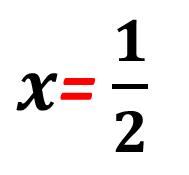 x = 1/2